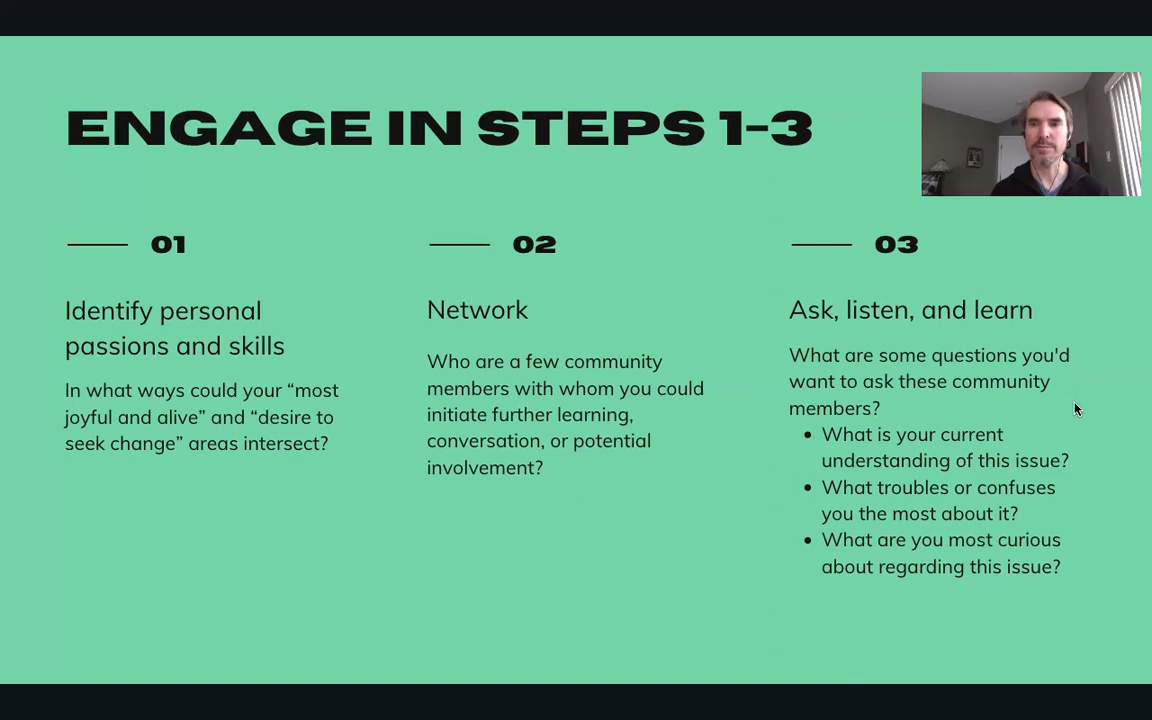 ENGAGE IN STEPS 1-3
01
Identify personal
passions and skills
In what ways could your “most
joyful and alive” and “desire to
seek change” areas intersect?
02
Network
Who are a few community
members with whom you could
initiate further learning,
conversation, or potential
involvement?
03
Ask, listen, and learn
What are some questions you'd
want to ask these community
members?
• What is your current
understanding of this issue?
• What troubles or confuses
you the most about it?
• What are you most curious
about regarding this issue?